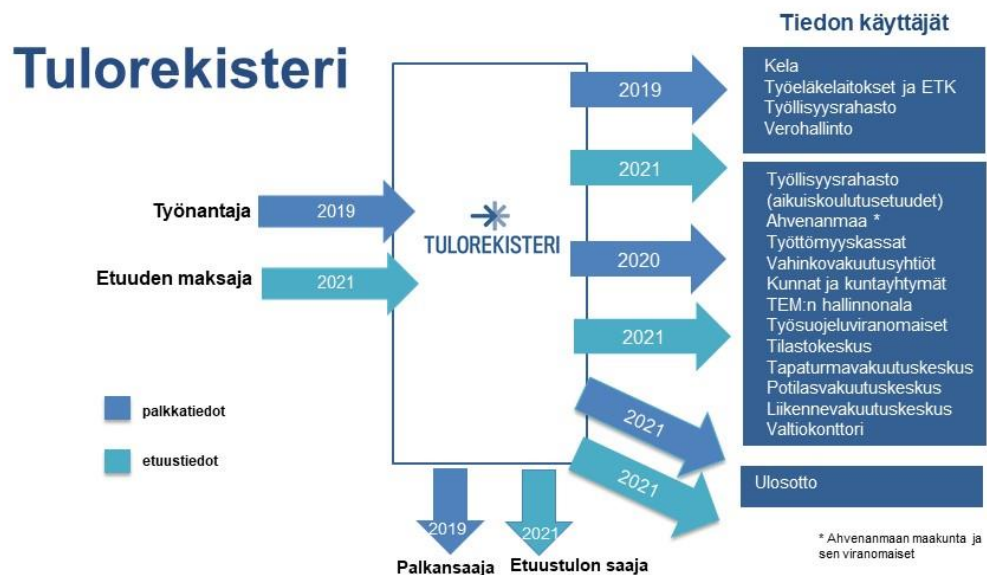 Tulorekisteri
Tiedon käyttäjät
Työnantaja
2019
Etuuden maksaja
2021
TULOREKISTERI
2019
Kela
Työeläkelaitokset ja ETK
Työllisyysrahasto
Verohallinto
2021
2020
2021
Työllisyysrahasto
(aikuiskoulutusetuudet)
Ahvenanmaa *
Työttömyyskassat
Vahinkovakuutusyhtiöt
Kunnat ja kuntayhtymät
TEM:n hallinnonala
Työsuojeluviranomaiset
Tilastokeskus
Tapaturmavakuutuskeskus
Potilasvakuutuskeskus
Liikennevakuutuskeskus
Valtiokonttori
2021
2021
Ulosotto
palkkatiedot
etuustiedot
2019
2021
Palkansaaja
Etuustulon saaja
* Ahvenanmaan maakunta ja
sen viranomaiset